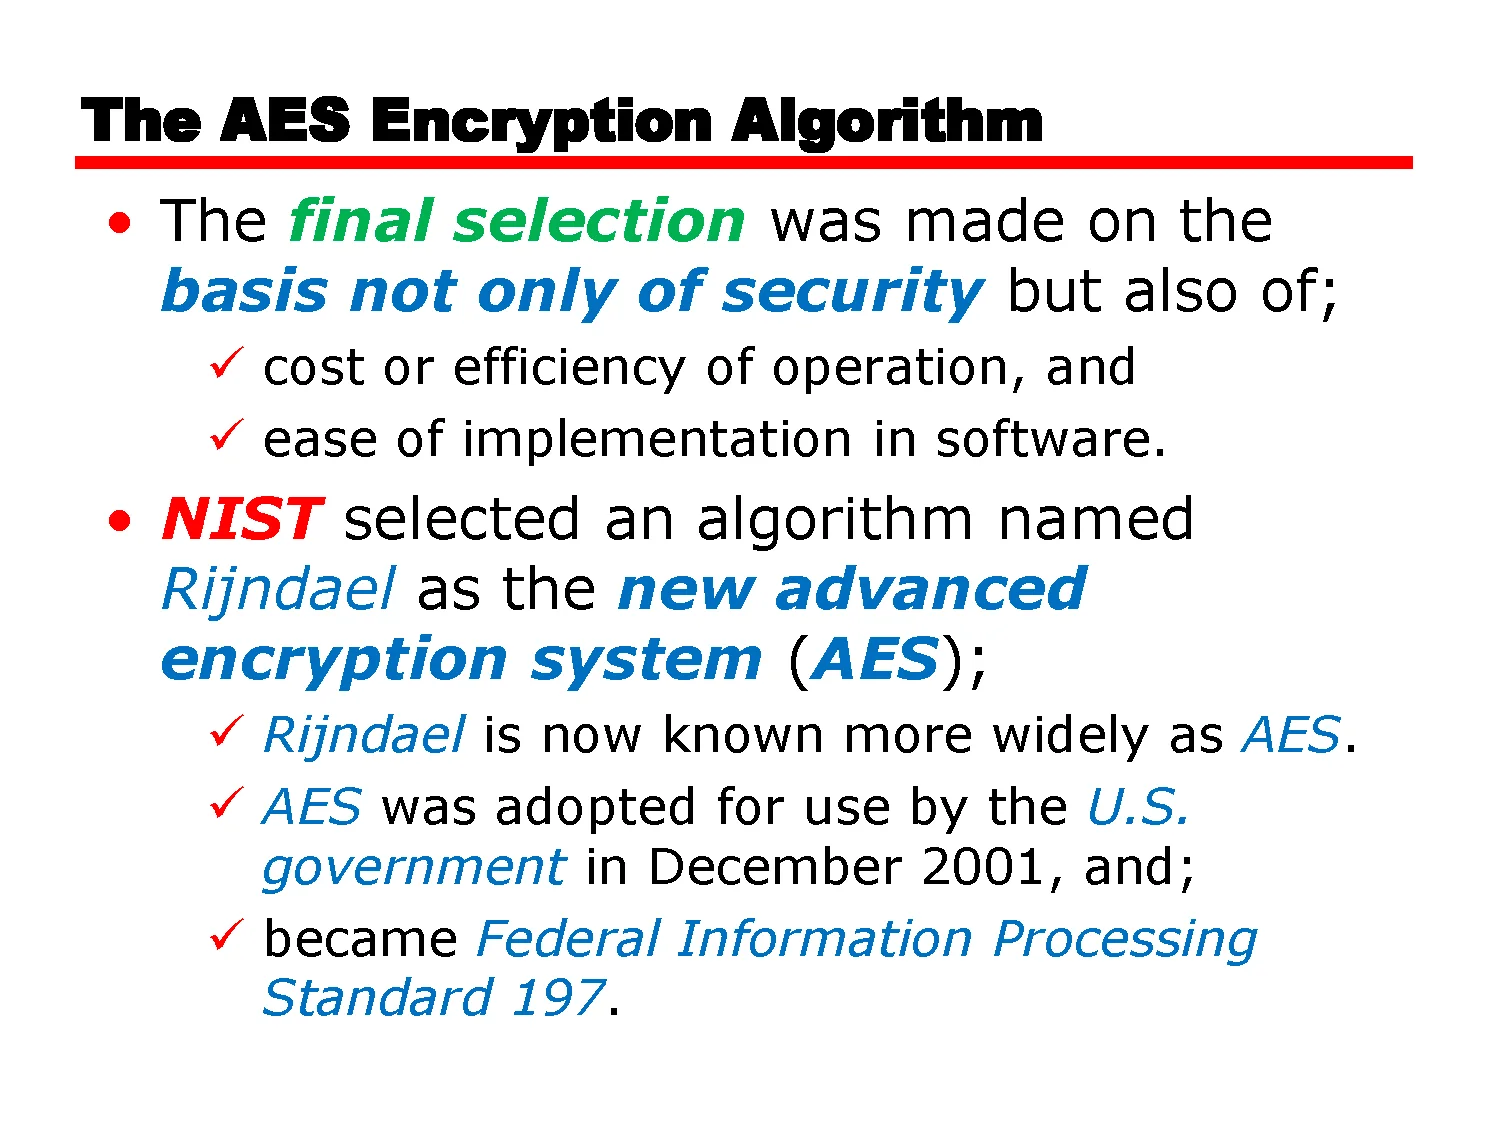 The AES Encryption Algorithm
• The final selection was made on the
basis not only of security but also of;
✓ cost or efficiency of operation, and
✓ ease of implementation in software.
• NIST selected an algorithm named
Rijndael as the new advanced
encryption system (AES);
✓ Rijndael is now known more widely as AES.
✓ AES was adopted for use by the U.S.
government in December 2001, and;
✓ became Federal Information Processing
Standard 197.